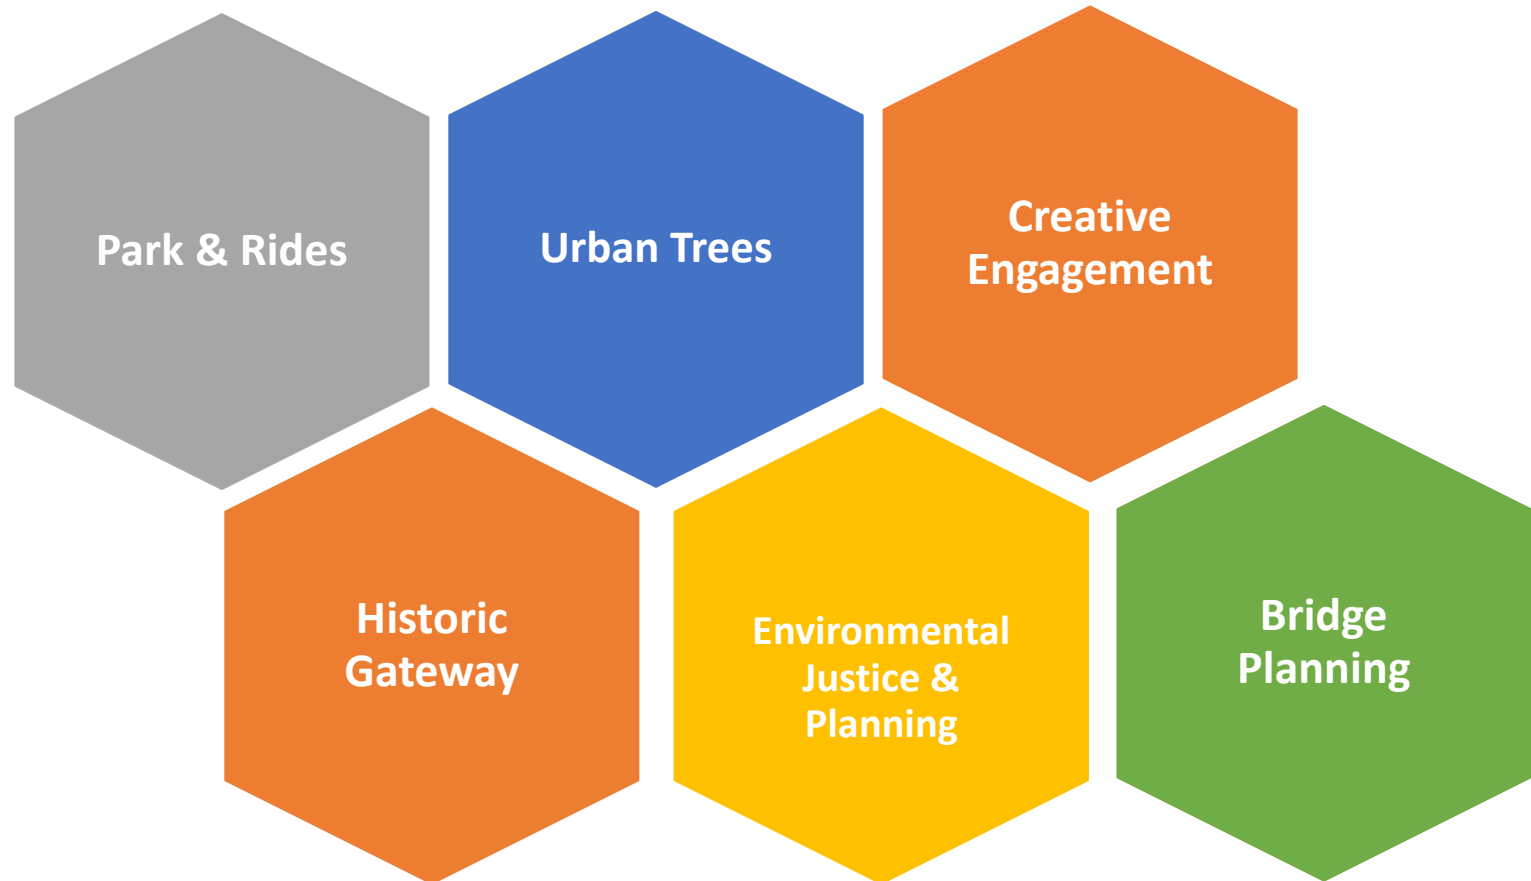 Park & Rides
Urban Trees
Creative
Engagement
Historic
Gateway
Environmental
Justice &
Planning
Bridge
Planning